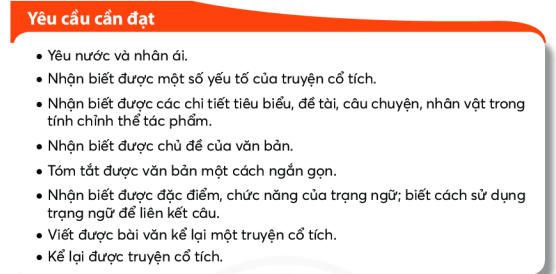 Yêu cầu cần đạt
• Yêu nước và nhân ái.
• Nhận biết được một số yếu tố của truyện cổ tích.
• Nhận biết được các chi tiết tiêu biểu, đề tài, câu chuyện, nhân vật trong
tính chỉnh thể tác phẩm.
• Nhận biết được chủ đề của văn bản.
• Tóm tắt được văn bản một cách ngắn gọn.
• Nhận biết được đặc điểm, chức năng của trạng ngữ; biết cách sử dụng
trạng ngữ để liên kết câu.
• Viết được bài văn kể lại một truyện cổ tích.
• Kể lại được truyện cổ tích.